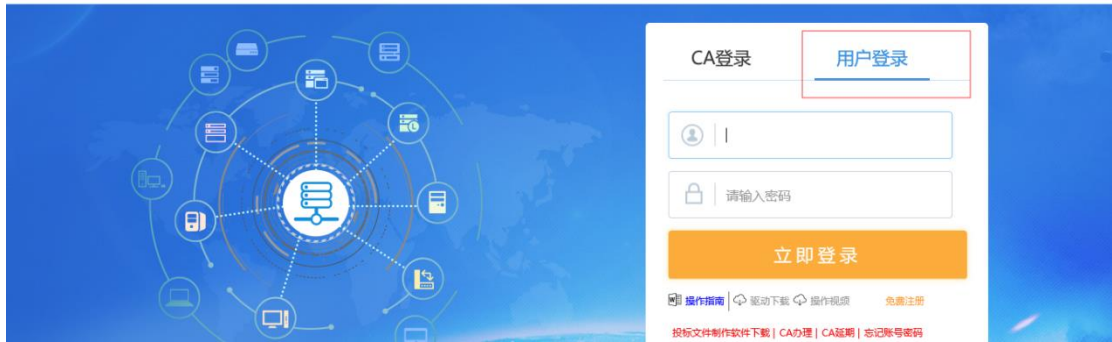 CA登录 用户登录
请输入密码
立即登录
操作指南 驱动下载 操作视频 免费注册
投标文件制作软件下载 | CA办理 | CA延期 | 忘记账号密码